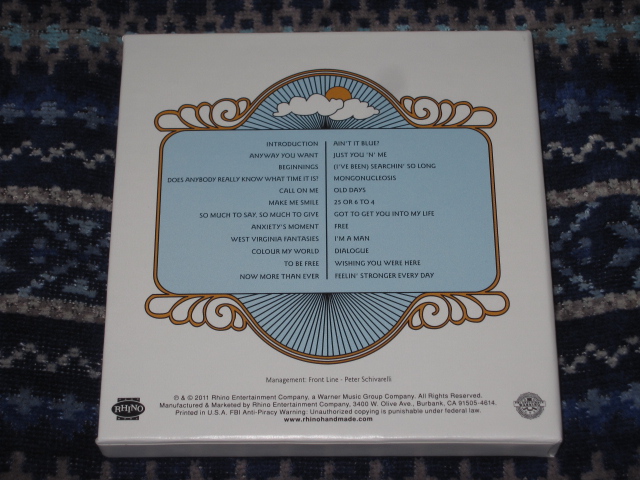 INTRODUCTION
ANYWAY YOU WANT
BEGINNINGS
DOES ANYBODY REALLY KNOW WHAT TIME IT IS?
CALL ON ME
MAKE ME SMILE
SO MUCH TO SAY, SO MUCH TO GIVE
ANXIETY'S MOMENT
WEST VIRGINIA FANTASIES
COLOUR MY WORLD
TO BE FREE
NOW MORE THAN EVER
AIN'T IT BLUE?
JUST YOU 'N' ME
(I'VE BEEN) SEARCHIN' SO LONG
MONGONUCLEOSIS
OLD DAYS
25 OR 6 TO 4
GOT TO GET YOU INTO MY LIFE
FREE
I'M A MAN
DIALOGUE
WISHING YOU WERE HERE
FEELIN' STRONGER EVERY DAY
Management: Front Line - Peter Schivarelli
℗ & © 2011 Rhino Entertainment Company, a Warner Music Group Company. All Rights Reserved.
Manufactured & Marketed by Rhino Entertainment Company, 3400 W. Olive Ave., Burbank, CA 91505-4614.
Printed in U.S.A. FBI Anti-Piracy Warning: Unauthorized copying is punishable under federal law.
www.rhinohandmade.com
RHINO